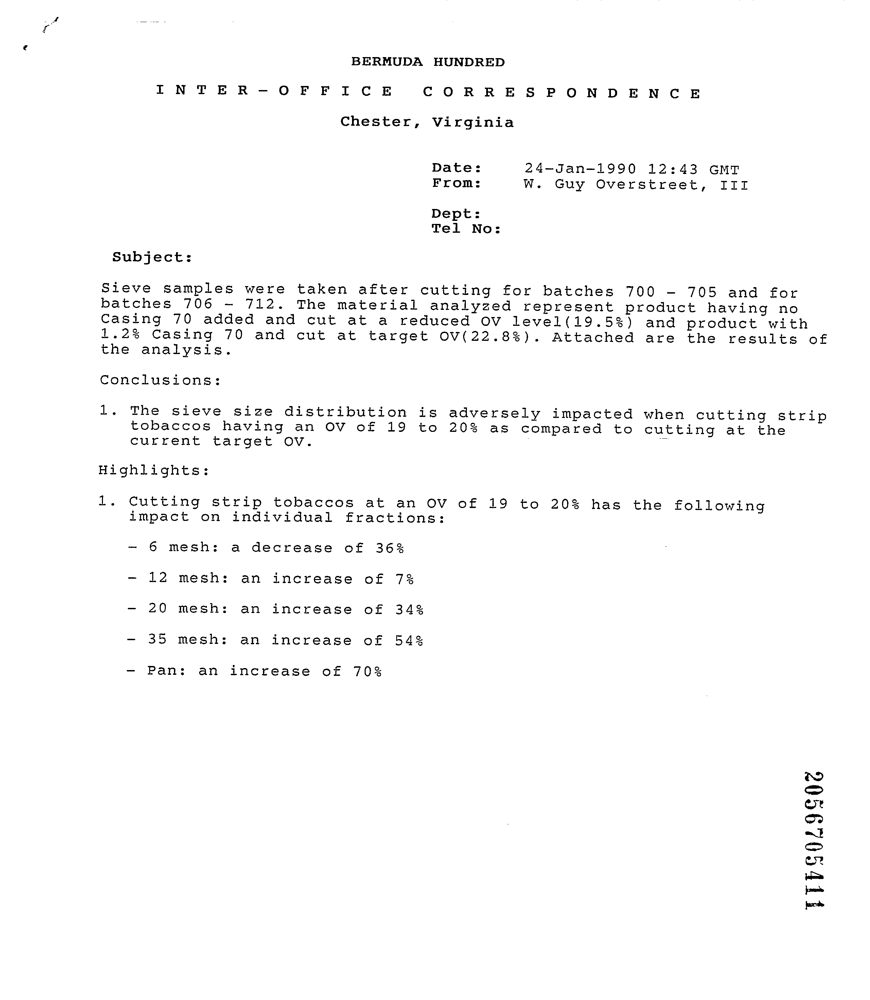 BERMUDA HUNDRED
INTER-OFFICE CORRESPONDENCE
Chester, Virginia
Date: 24-Jan-1990 12:43 GMT
From: W. Guy Overstreet, III
Dept:
Tel No:
Subject:
Sieve samples were taken after cutting for batches 700 - 705 and for
batches 706 - 712. The material analyzed represent product having no
Casing 70 added and cut at a reduced OV level(19.5%) and product with
1.2% Casing 70 and cut at target OV(22.8%). Attached are the results of
the analysis.
Conclusions:
1. The sieve size distribution is adversely impacted when cutting strip
tobaccos having an OV of 19 to 20% as compared to cutting at the
current target OV.
Highlights:
1. Cutting strip tobaccos at an OV of 19 to 20% has the following
impact on individual fractions:
- 6 mesh: a decrease of 36%
- 12 mesh: an increase of 7%
- 20 mesh: an increase of 34%
- 35 mesh: an increase of 54%
- Pan: an increase of 70%
2056705411